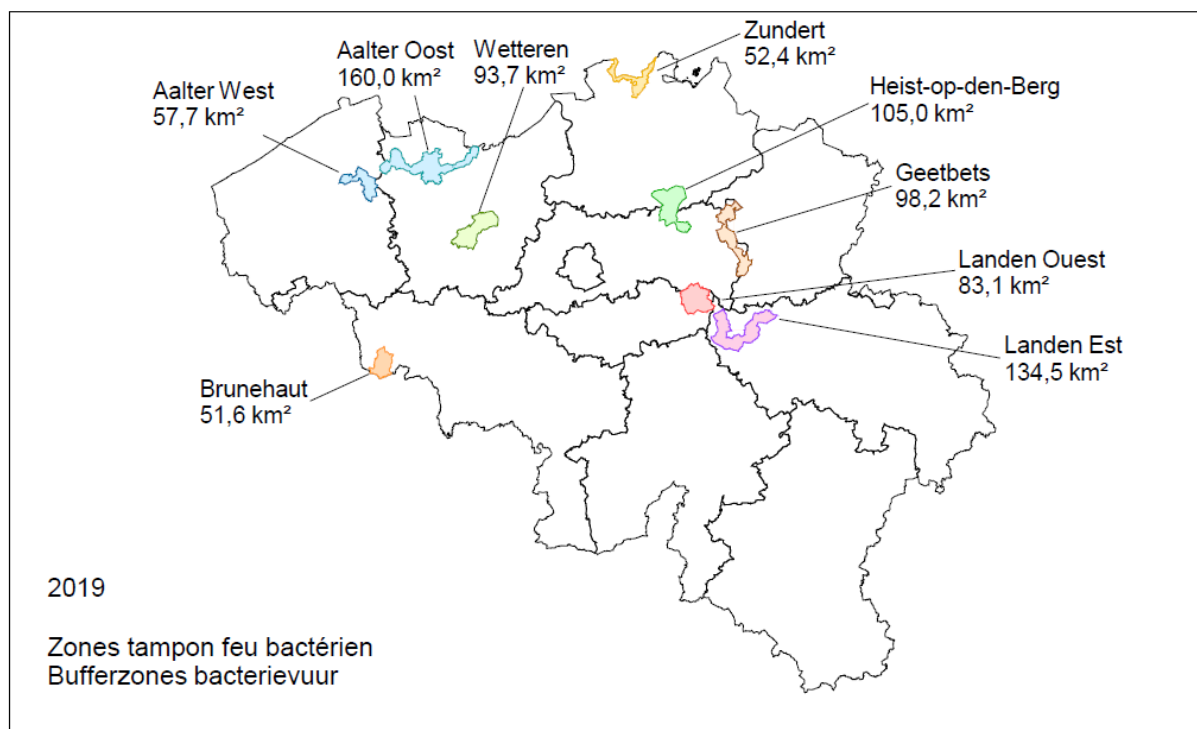 Zundert
52,4 km²
Aalter Oost
160,0 km²
Wetteren
93,7 km²
Aalter West
57,7 km²
Heist-op-den-Berg
105,0 km²
Geetbets
98,2 km²
Landen Ouest
83,1 km²
Landen Est
134,5 km²
Brunehaut
51,6 km²
2019
Zones tampon feu bactérien
Bufferzones bacterievuur